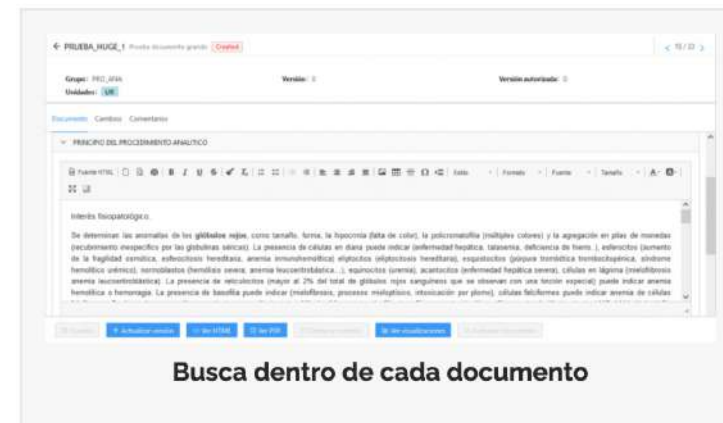 ← PRUEBA_HUGE_1 Prueba documento grande Created
< 10 / 22 >
Grupo: PRO_ANA Versión: 0 Versión autorizada: 0
Unidades: UR
Documento Cambios Comentarios
PRINCIPIO DEL PROCEDIMIENTO ANALITICO
Fuente HTML B I U S Estilo Formato Fuente Tamaño
Interés fisiopatológico.
Se determinan las anomalías de los glóbulos rojos, como tamaño, forma, la hipocromía (falta de color), la policromatofilia (múltiples colores) y la agregación en pilas de monedas
(recubrimiento inespecífico por las globulinas séricas). La presencia de células en diana puede indicar (enfermedad hepática, talasemia, deficiencia de hierro..), esferocitos (aumento
de la fragilidad osmótica, esferocitosis hereditaria, anemia inmunohemolítica) eliptocitos (eliptocitosis hereditaria), esquistocitos (púrpura trombótica trombocitopénica, síndrome
hemolítico urémico), normoblastos (hemólisis severa, anemia leucoeritroblástica...), equinocitos (uremia), acantocitos (enfermedad hepática severa), células en lágrima (mielofibrosis
anemia leucoeritroblástica). La presencia de reticulocitos (mayor al 2% del total de glóbulos rojos sanguíneos que se observan con una tinción especial) puede indicar anemia
hemolítica o hemorragia. La presencia de basofilia puede indicar (mielofibrosis, procesos mieloptísicos, intoxicación por plomo), células falciformes puede indicar anemia de células
Actualizar versión Ver HTML Ver PDF Ver visualizaciones
Busca dentro de cada documento